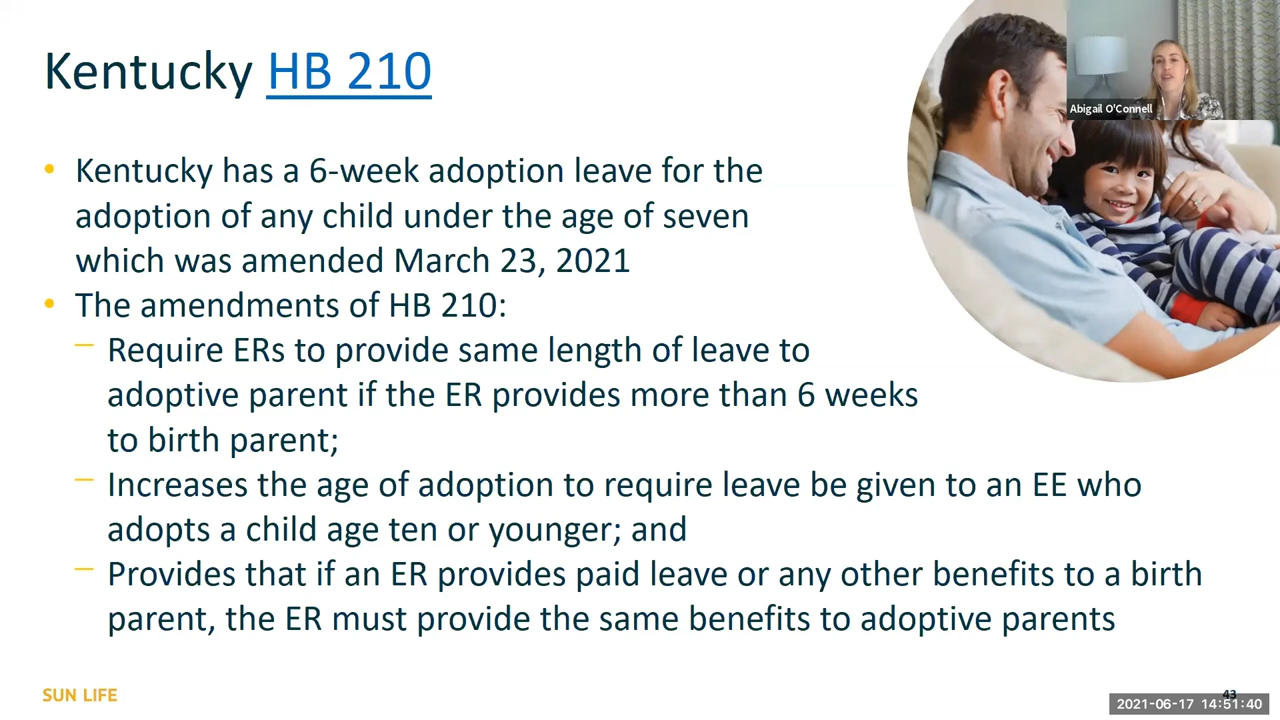 Kentucky HB 210
Abigail O'Connell
• Kentucky has a 6-week adoption leave for the
adoption of any child under the age of seven
which was amended March 23, 2021
• The amendments of HB 210:
– Require ERs to provide same length of leave to
adoptive parent if the ER provides more than 6 weeks
to birth parent;
– Increases the age of adoption to require leave be given to an EE who
adopts a child age ten or younger; and
– Provides that if an ER provides paid leave or any other benefits to a birth
parent, the ER must provide the same benefits to adoptive parents
SUN LIFE
43
2021-06-17 14:51:40